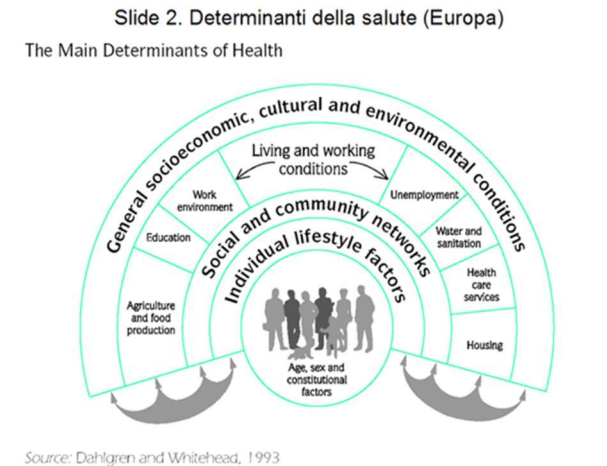 Slide 2. Determinanti della salute (Europa)
The Main Determinants of Health
General socioeconomic, cultural and environmental conditions
Living and working
conditions
Work
environment
Unemployment
Education
Water and
sanitation
Social and community networks
Individual lifestyle factors
Agriculture
and food
production
Health
care
services
Housing
Age, sex and
constitutional
factors
Source: Dahlgren and Whitehead, 1993